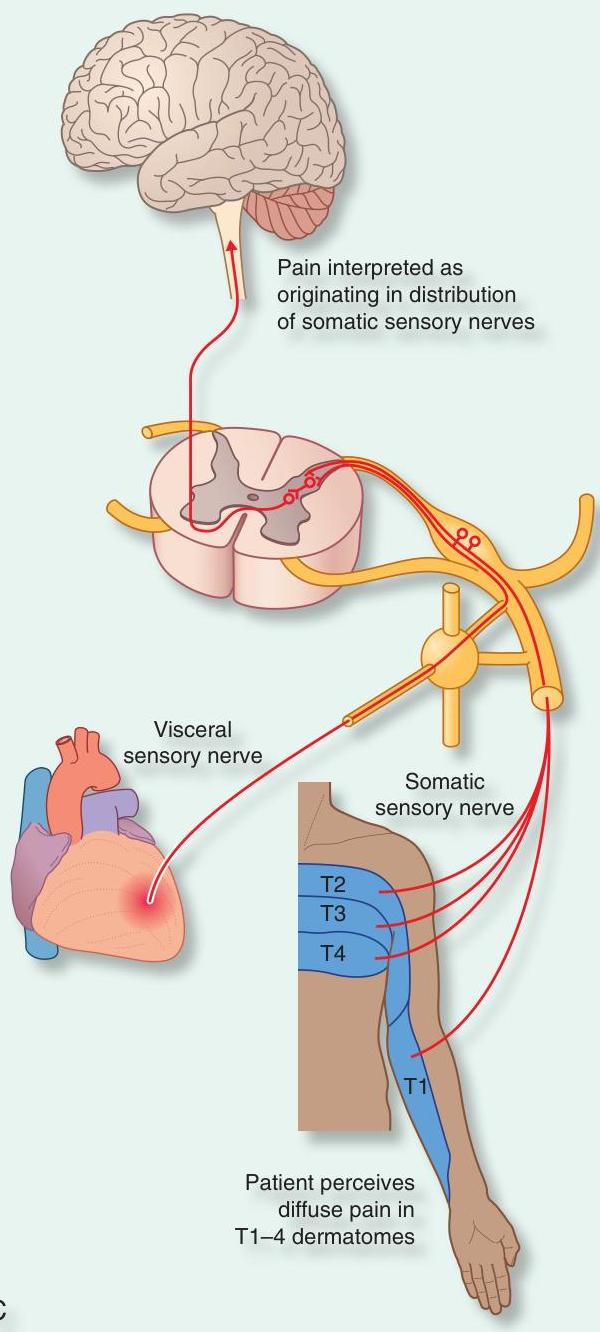 Pain interpreted as
originating in distribution
of somatic sensory nerves
Visceral
sensory nerve
Somatic
sensory nerve
T2
T3
T4
T1
Patient perceives
diffuse pain in
T1–4 dermatomes
C